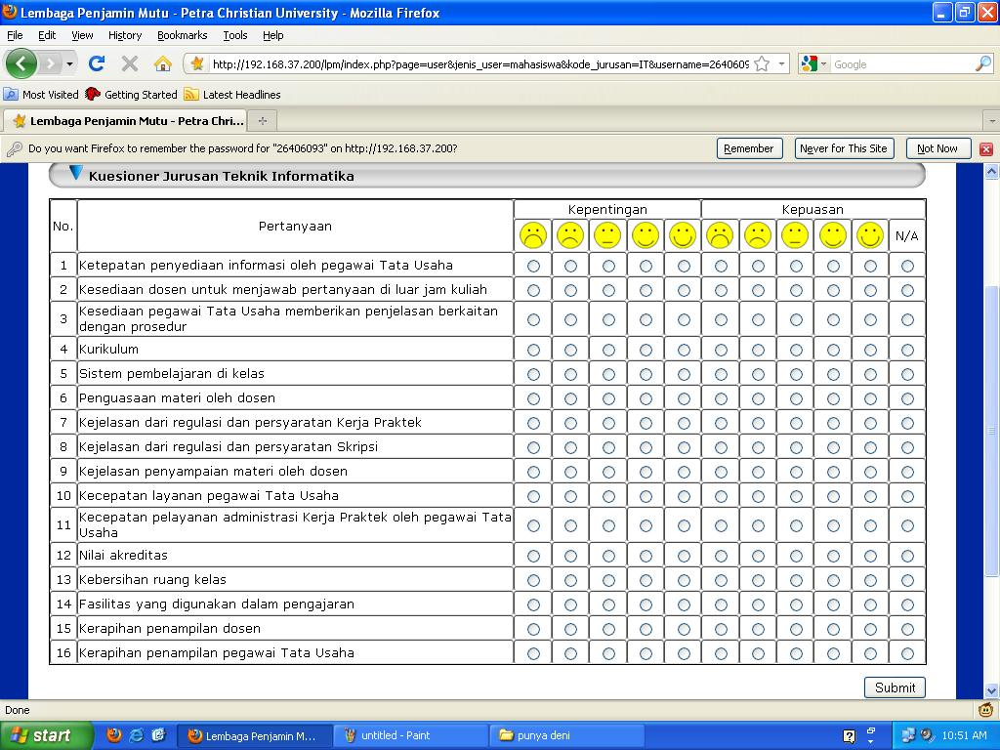 Lembaga Penjamin Mutu - Petra Christian University - Mozilla Firefox
File Edit View History Bookmarks Tools Help
http://192.168.37.200/lpm/index.php?page=user&jenis_user=mahasiswa&kode_jurusan=IT&username=2640609
Google
Most Visited Getting Started Latest Headlines
Lembaga Penjamin Mutu - Petra Chri...
Do you want Firefox to remember the password for "26406093" on http://192.168.37.200? Remember Never for This Site Not Now
Kuesioner Jurusan Teknik Informatika
No. Pertanyaan Kepentingan Kepuasan
N/A
1 Ketepatan penyediaan informasi oleh pegawai Tata Usaha
2 Kesediaan dosen untuk menjawab pertanyaan di luar jam kuliah
3 Kesediaan pegawai Tata Usaha memberikan penjelasan berkaitan
dengan prosedur
4 Kurikulum
5 Sistem pembelajaran di kelas
6 Penguasaan materi oleh dosen
7 Kejelasan dari regulasi dan persyaratan Kerja Praktek
8 Kejelasan dari regulasi dan persyaratan Skripsi
9 Kejelasan penyampaian materi oleh dosen
10 Kecepatan layanan pegawai Tata Usaha
11 Kecepatan pelayanan administrasi Kerja Praktek oleh pegawai Tata
Usaha
12 Nilai akreditas
13 Kebersihan ruang kelas
14 Fasilitas yang digunakan dalam pengajaran
15 Kerapihan penampilan dosen
16 Kerapihan penampilan pegawai Tata Usaha
Submit
Done
start Lembaga Penjamin M... untitled - Paint punya deni 10:51 AM